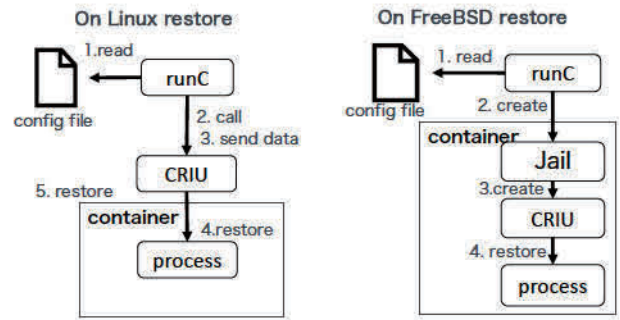 On Linux restore
1.read
runC
config file
2. call
3. send data
CRIU
5. restore
container
4.restore
process
On FreeBSD restore
1. read
runC
config file
2. create
container
Jail
3.create
CRIU
4. restore
process